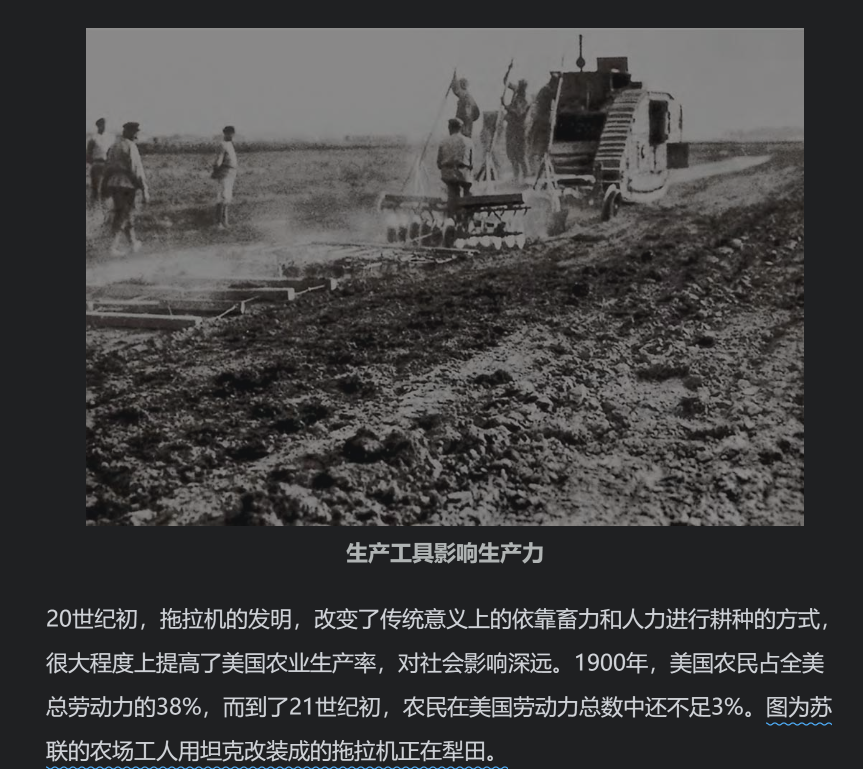 生产工具影响生产力
20世纪初，拖拉机的发明，改变了传统意义上的依靠畜力和人力进行耕种的方式，
很大程度上提高了美国农业生产率，对社会影响深远。1900年，美国农民占全美
总劳动力的38%，而到了21世纪初，农民在美国劳动力总数中还不足3%。图为苏
联的农场工人用坦克改装成的拖拉机正在犁田。